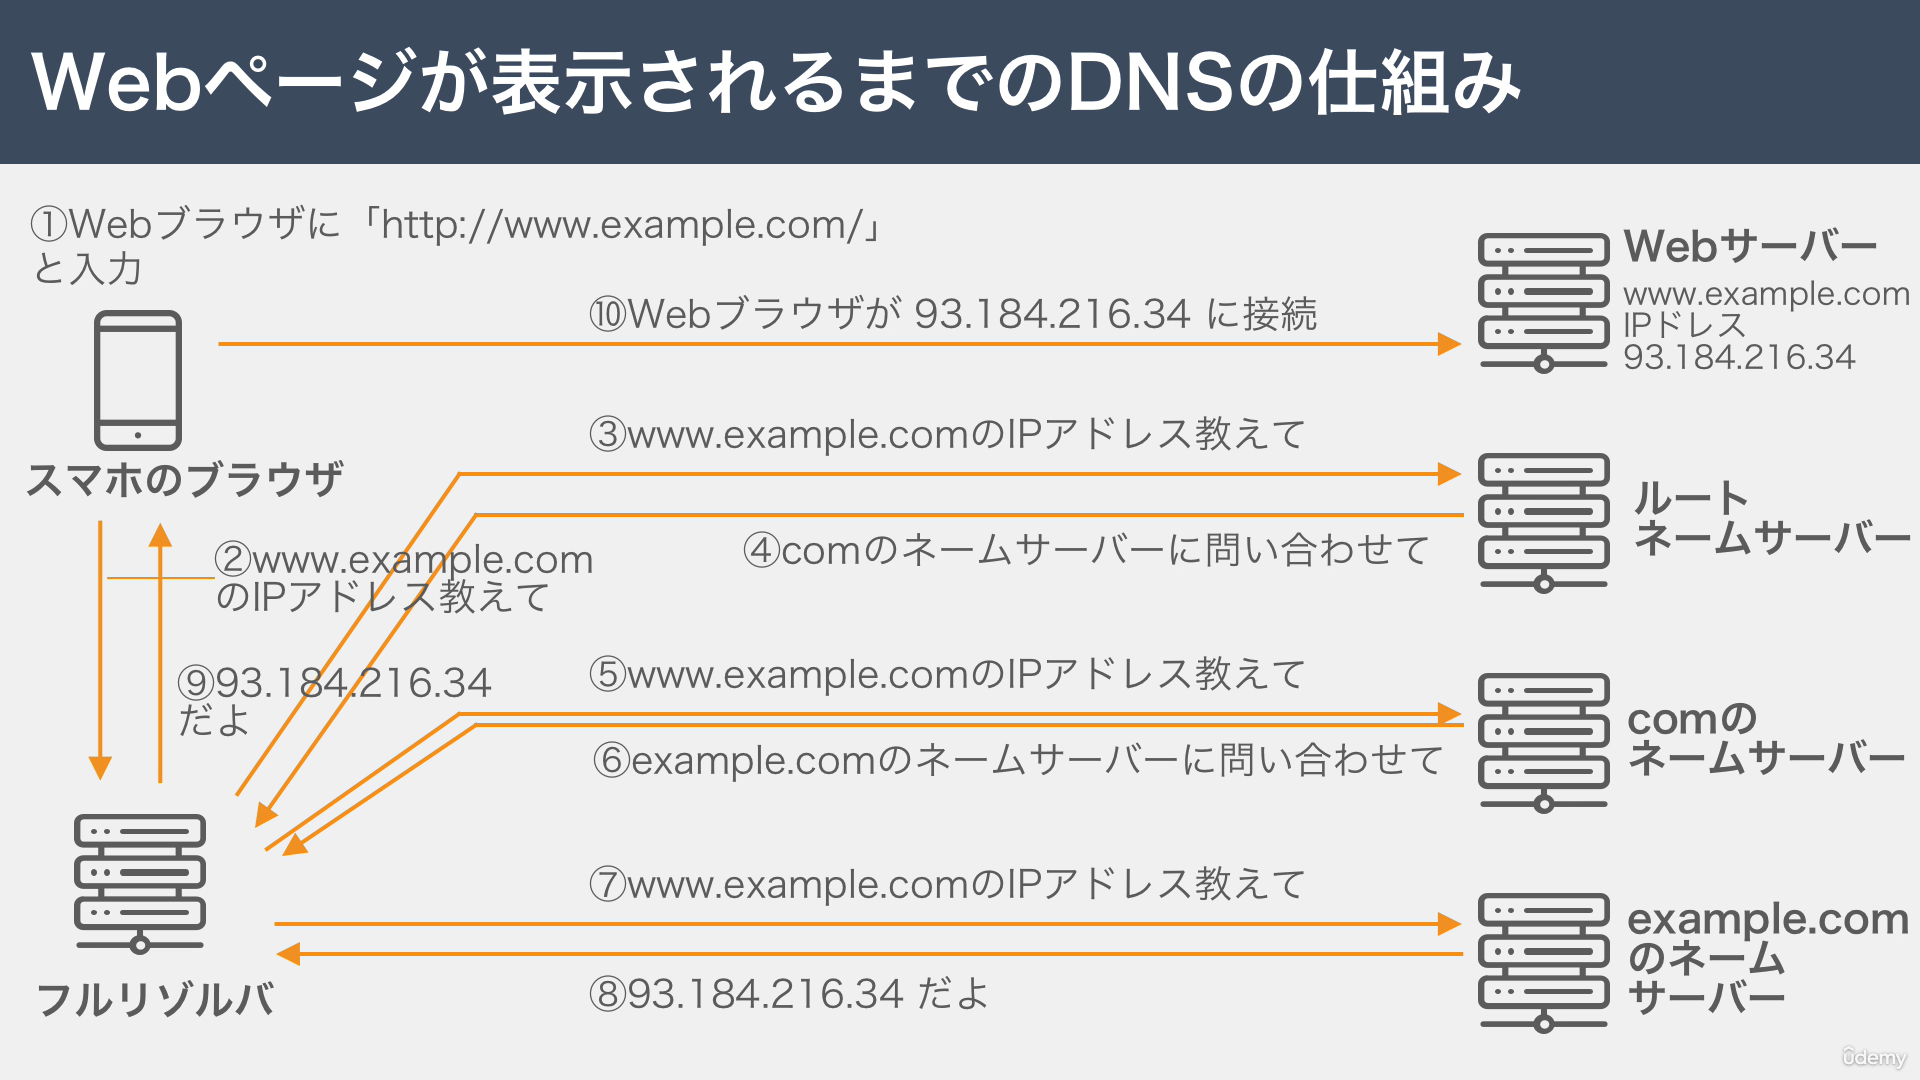 Webページが表示されるまでのDNSの仕組み
①Webブラウザに「http://www.example.com/」
と入力
⑩Webブラウザが 93.184.216.34 に接続
Webサーバー
www.example.com
IPドレス
93.184.216.34
スマホのブラウザ
③www.example.comのIPアドレス教えて
ルート
ネームサーバー
④comのネームサーバーに問い合わせて
②www.example.com
のIPアドレス教えて
⑨93.184.216.34
だよ
⑤www.example.comのIPアドレス教えて
comの
ネームサーバー
⑥example.comのネームサーバーに問い合わせて
⑦www.example.comのIPアドレス教えて
example.com
のネーム
サーバー
⑧93.184.216.34 だよ
フルリゾルバ
ûdemy